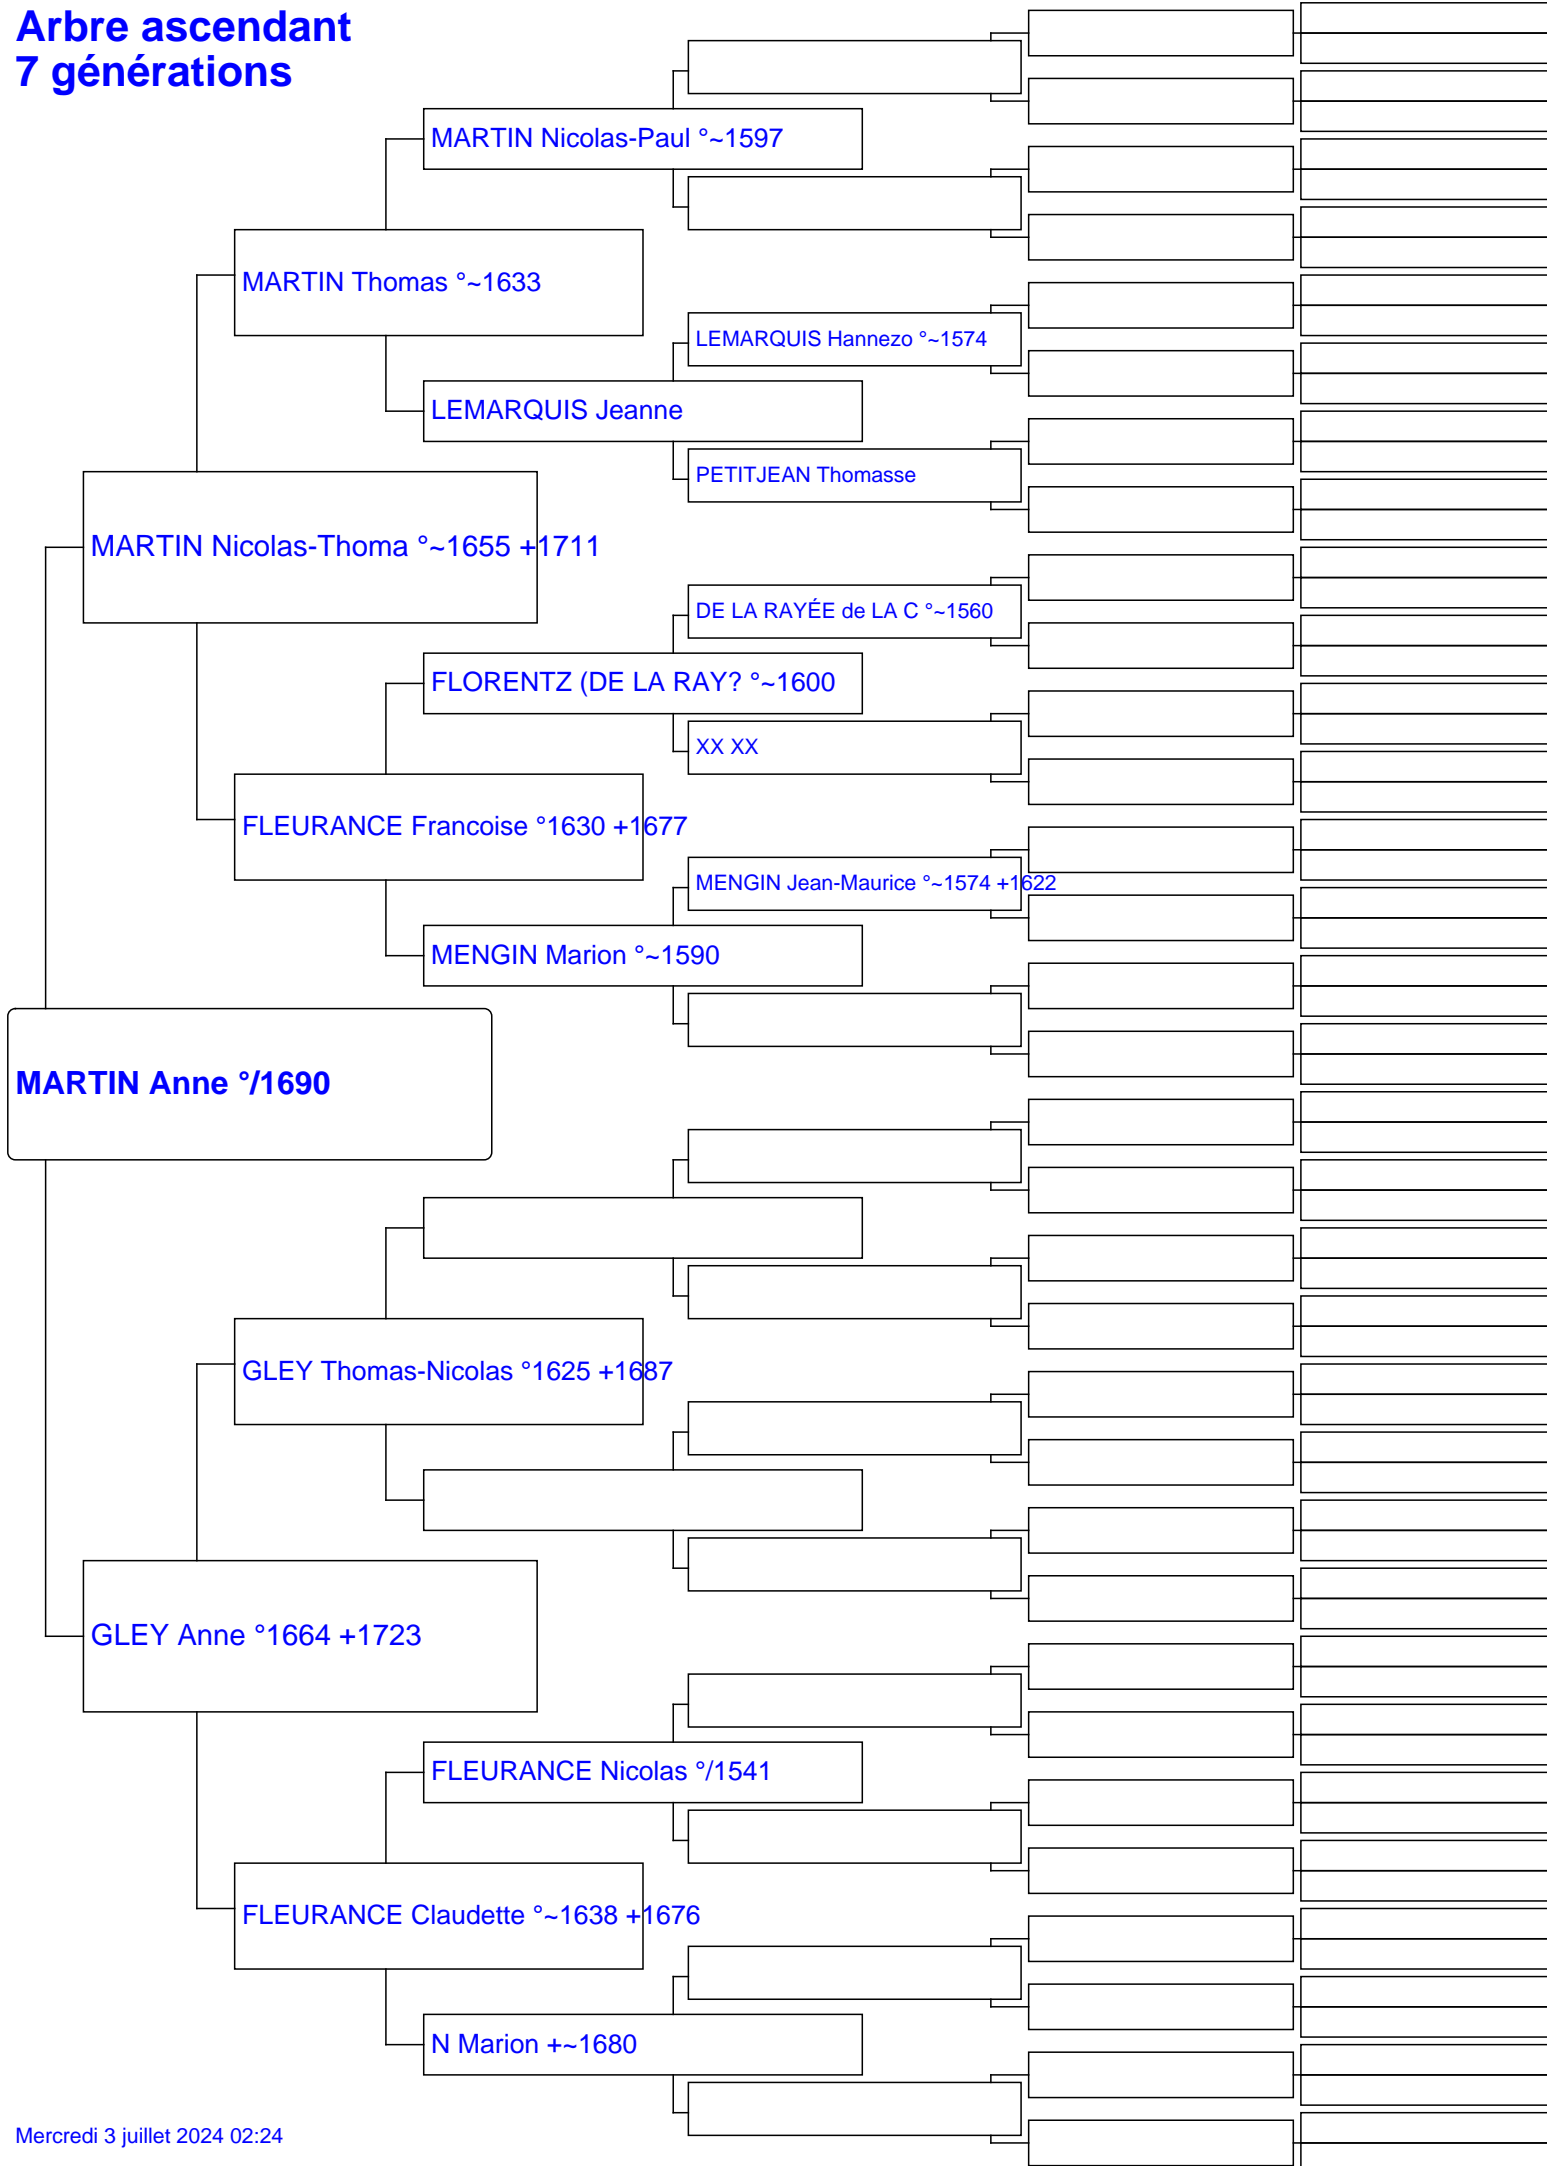 Arbre ascendant
7 générations
MARTIN Nicolas-Paul °~1597
MARTIN Thomas °~1633
LEMARQUIS Hannezo °~1574
LEMARQUIS Jeanne
PETITJEAN Thomasse
MARTIN Nicolas-Thoma °~1655 +1711
DE LA RAYÉE de LA C °~1560
FLORENTZ (DE LA RAY? °~1600
XX XX
FLEURANCE Francoise °1630 +1677
MENGIN Jean-Maurice °~1574 +1622
MENGIN Marion °~1590
MARTIN Anne °/1690
GLEY Thomas-Nicolas °1625 +1687
GLEY Anne °1664 +1723
FLEURANCE Nicolas °/1541
FLEURANCE Claudette °~1638 +1676
N Marion +~1680
Mercredi 3 juillet 2024 02:24